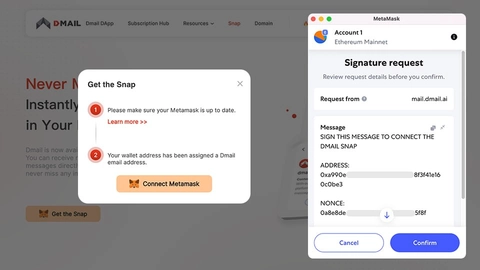 DMAIL
Dmail DApp
Subscription Hub
Resources
Snap
Domain
Never M
Instantly
in Your
Dmail is now
You can receive
messages direc
never miss any
Get the Snap
Get the Snap
1
Please make sure your Metamask is up to date.
Learn more >>
2
Your wallet address has been assigned a Dmail
email address.
Connect Metamask
MetaMask
Account 1
Ethereum Mainnet
Signature request
Review request details before you confirm.
Request from
mail.dmail.ai
Message
SIGN THIS MESSAGE TO CONNECT THE
DMAIL SNAP
ADDRESS:
0xa990e 8f3f41e16
0c0be3
NONCE:
0a8e8de 5f8f
Cancel
Confirm